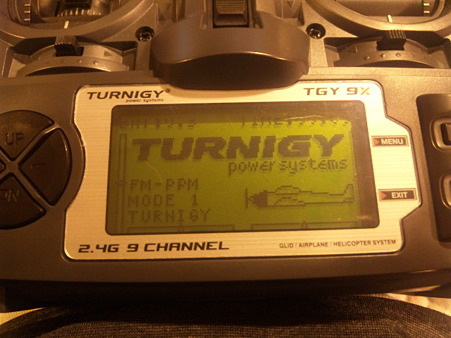 TURNIGY
power systems
TGY 9X
TURNIGY
power systems
FM-PPM
MODE 1
TURNIGY
UP
DN
MENU
EXIT
2.4G 9 CHANNEL
GLID / AIRPLANE / HELICOPTER SYSTEM